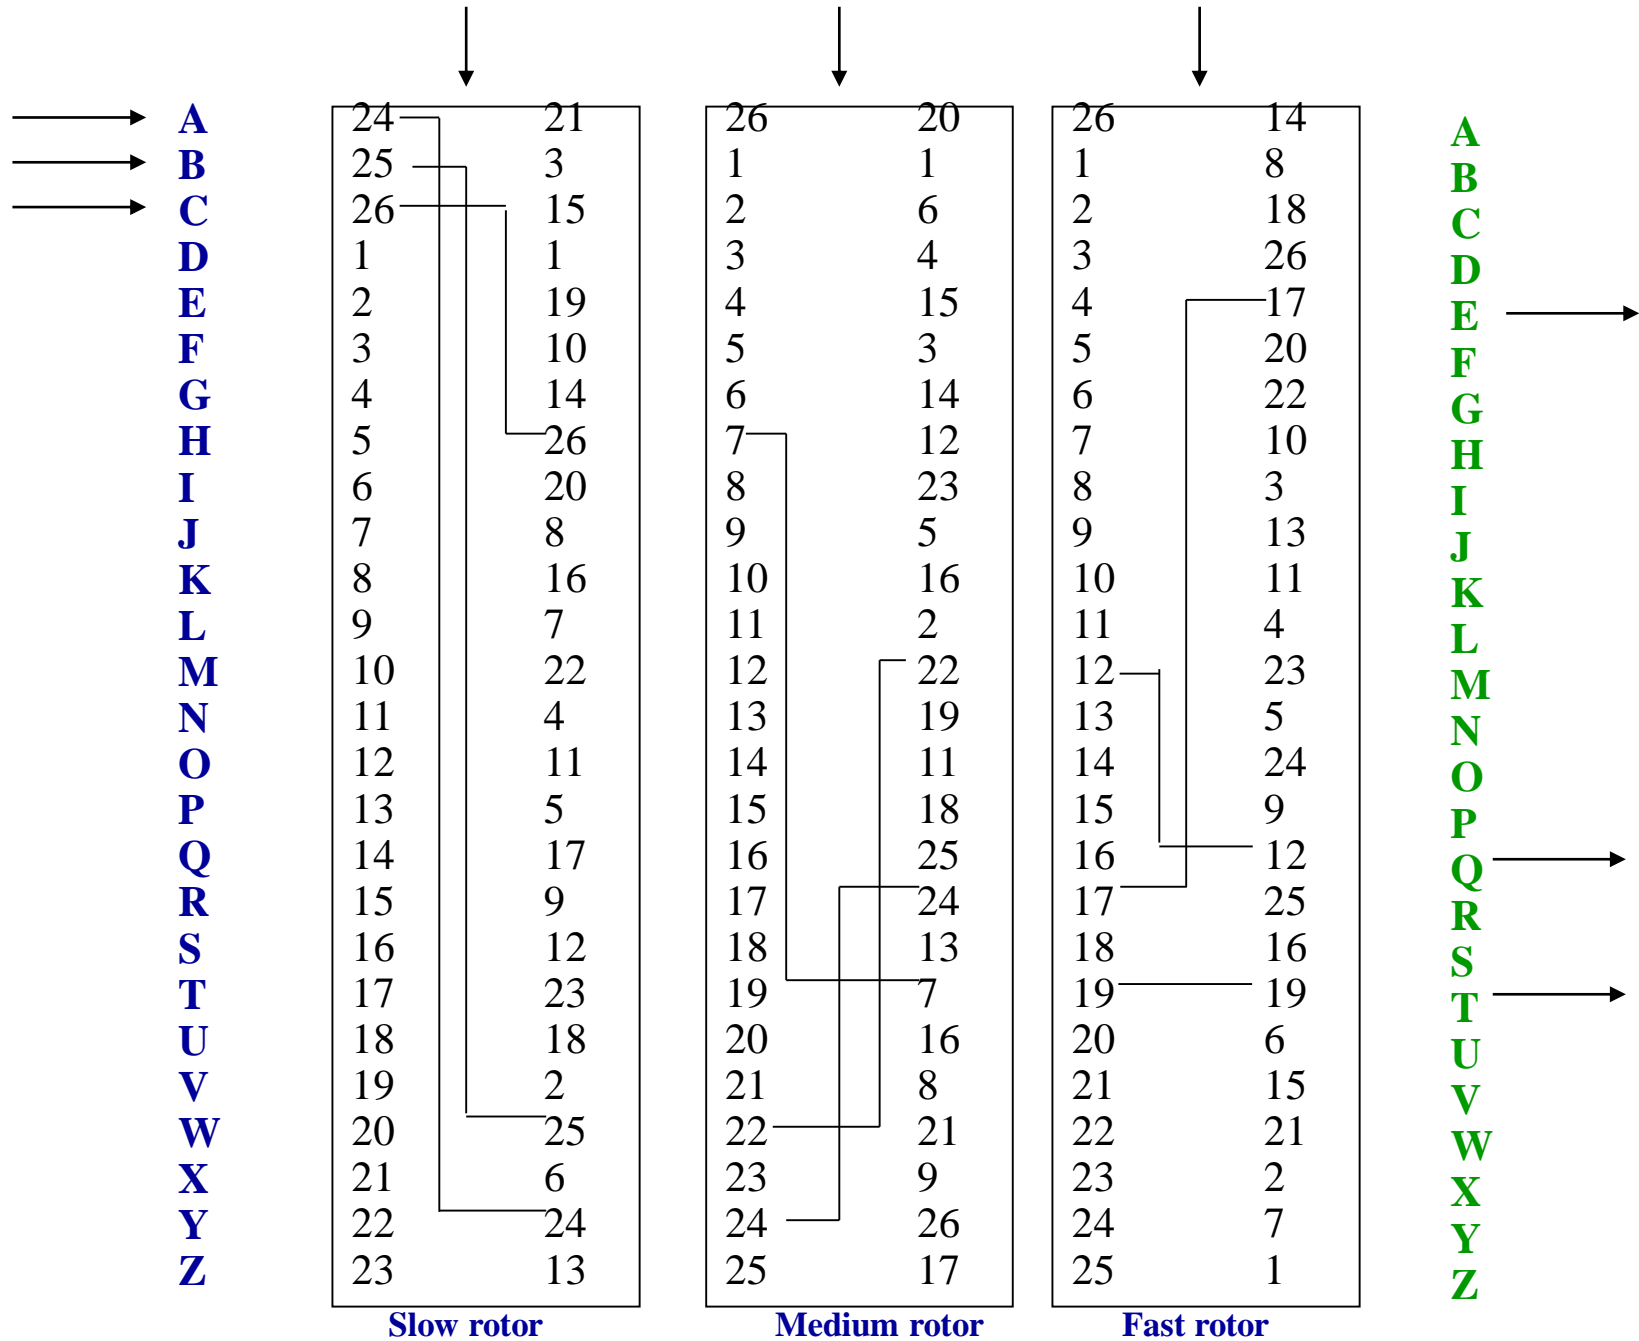 A 24 21 26 20 26 14 A
B 25 3 1 1 1 8 B
C 26 15 2 6 2 18 C
D 1 1 3 4 3 26 D
E 2 19 4 15 4 17 E
F 3 10 5 3 5 20 F
G 4 14 6 14 6 22 G
H 5 26 7 12 7 10 H
I 6 20 8 23 8 3 I
J 7 8 9 5 9 13 J
K 8 16 10 16 10 11 K
L 9 7 11 2 11 4 L
M 10 22 12 22 12 23 M
N 11 4 13 19 13 5 N
O 12 11 14 11 14 24 O
P 13 5 15 18 15 9 P
Q 14 17 16 25 16 12 Q
R 15 9 17 24 17 25 R
S 16 12 18 13 18 16 S
T 17 23 19 7 19 19 T
U 18 18 20 16 20 6 U
V 19 2 21 8 21 15 V
W 20 25 22 21 22 21 W
X 21 6 23 9 23 2 X
Y 22 24 24 26 24 7 Y
Z 23 13 25 17 25 1 Z
Slow rotor Medium rotor Fast rotor